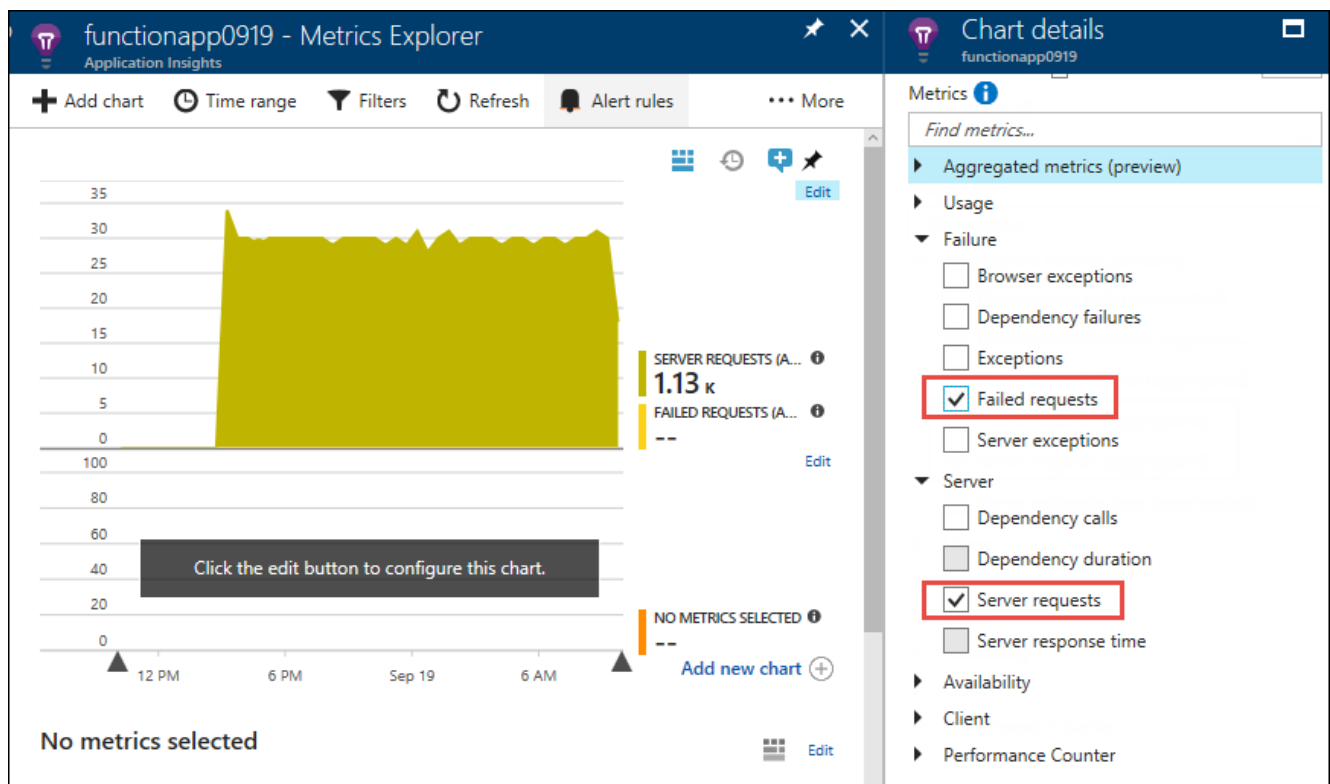 functionapp0919 - Metrics Explorer
Application Insights
Add chart Time range Filters Refresh Alert rules ••• More
Edit
35
30
25
20
15
10
5
0
SERVER REQUESTS (A...
1.13 K
FAILED REQUESTS (A...
--
Edit
100
80
60
40
20
0
Click the edit button to configure this chart.
NO METRICS SELECTED
--
12 PM 6 PM Sep 19 6 AM
Add new chart
No metrics selected
Edit
Chart details
functionapp0919
Metrics
Find metrics...
Aggregated metrics (preview)
Usage
Failure
Browser exceptions
Dependency failures
Exceptions
Failed requests
Server exceptions
Server
Dependency calls
Dependency duration
Server requests
Server response time
Availability
Client
Performance Counter